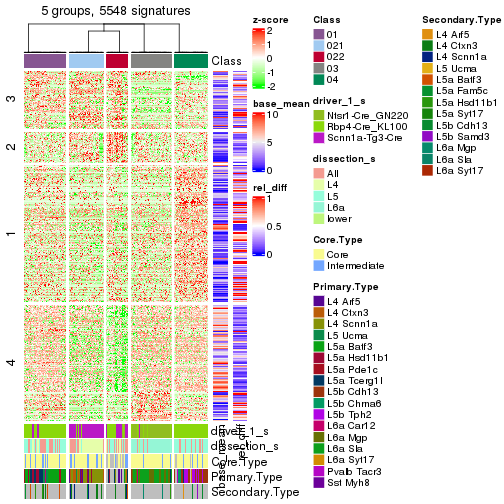 5 groups, 5548 signatures
Class
3
2
1
4
driver_1_s
dissection_s
Core.Type
Primary.Type
Secondary.Type
base_mean
rel_diff
z-score
2
1
0
-1
-2
base_mean
10
5
0
rel_diff
1
0.5
0
Class
01
021
022
03
04
driver_1_s
Ntsr1-Cre_GN220
Rbp4-Cre_KL100
Scnn1a-Tg3-Cre
dissection_s
All
L4
L5
L6a
lower
Core.Type
Core
Intermediate
Primary.Type
L4 Arf5
L4 Ctxn3
L4 Scnn1a
L5 Ucma
L5a Batf3
L5a Hsd11b1
L5a Pde1c
L5a Tcerg1l
L5b Cdh13
L5b Chrna6
L5b Tph2
L6a Car12
L6a Mgp
L6a Sla
L6a Syt17
Pvalb Tacr3
Sst Myh8
Secondary.Type
L4 Arf5
L4 Ctxn3
L4 Scnn1a
L5 Ucma
L5a Batf3
L5a Fam5c
L5a Hsd11b1
L5a Syt17
L5b Cdh13
L5b Samd3
L6a Mgp
L6a Sla
L6a Syt17